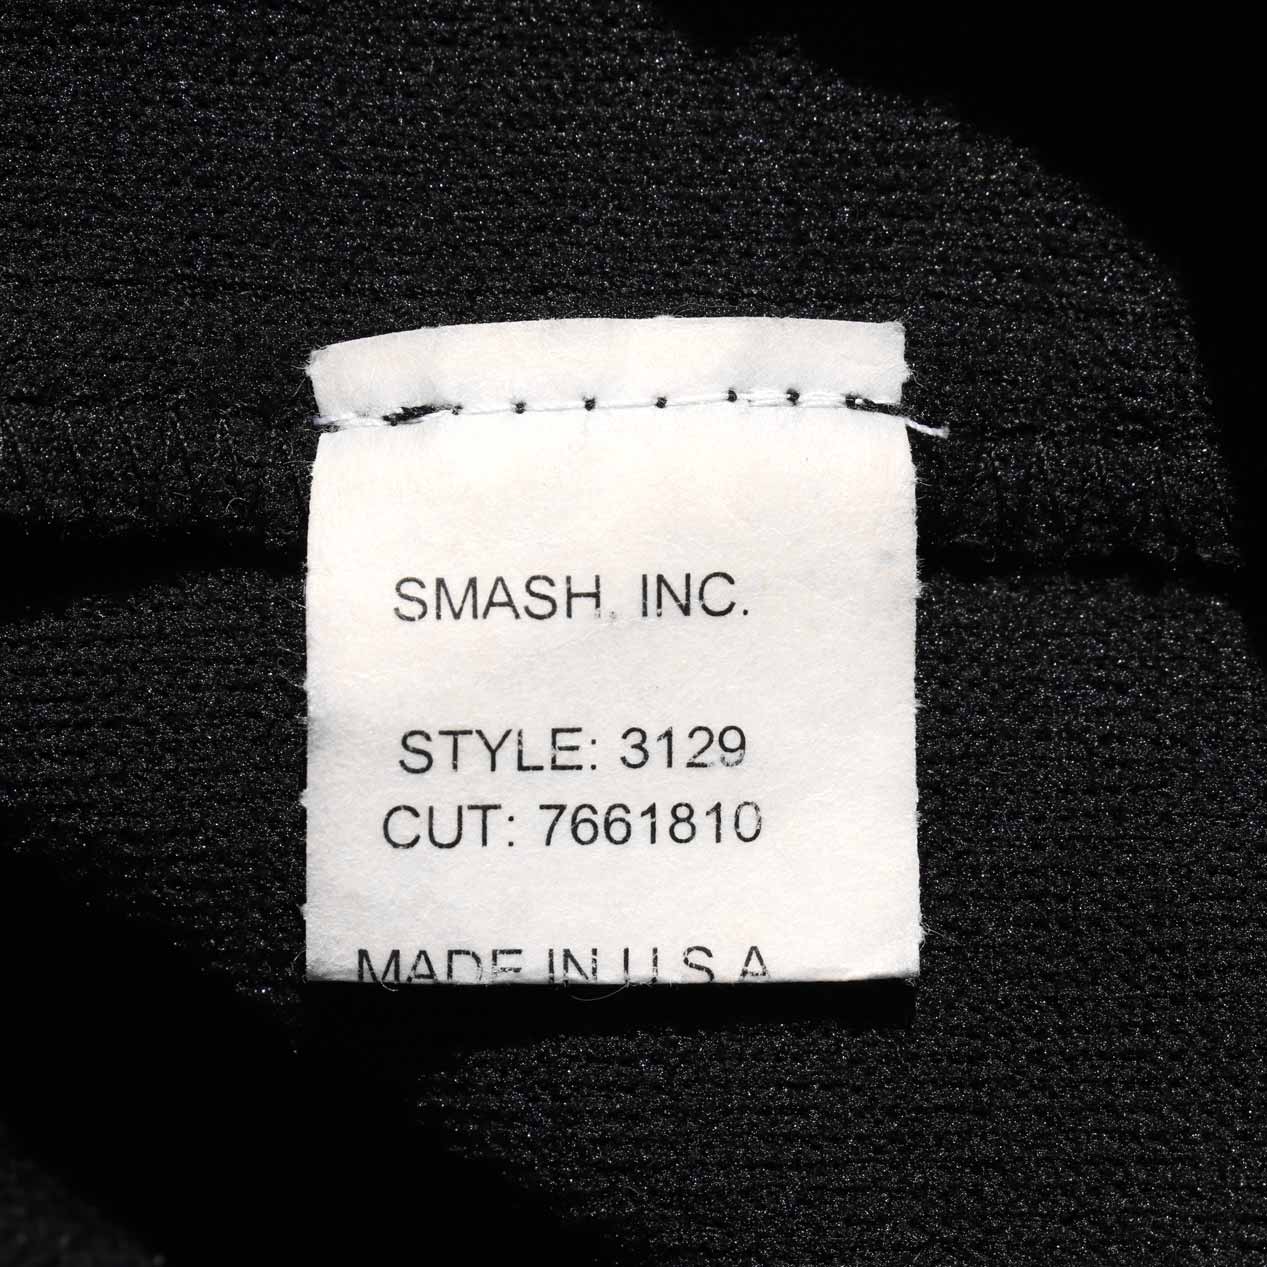 SMASH, INC.
STYLE: 3129
CUT: 7661810
MADE IN U.S.A